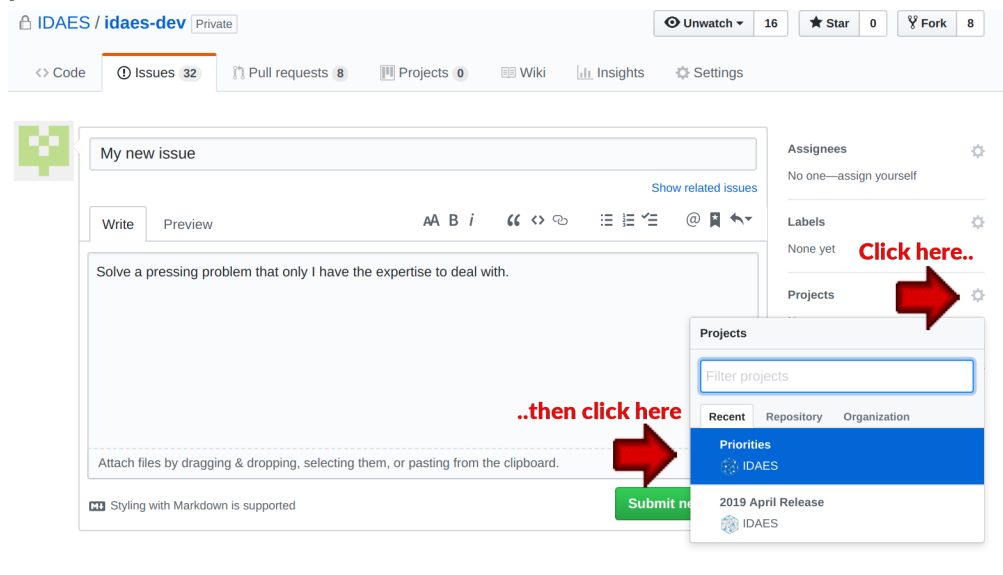 IDAES / idaes-dev Private
Unwatch 16 Star 0 Fork 8
Code Issues 32 Pull requests 8 Projects 0 Wiki Insights Settings
My new issue
Show related issues
Write Preview
AA B i @
Solve a pressing problem that only I have the expertise to deal with.
Attach files by dragging & dropping, selecting them, or pasting from the clipboard.
Styling with Markdown is supported
Submit ne
Assignees
No one—assign yourself
Labels
None yet
Click here..
Projects
Projects
Filter projects
..then click here
Recent Repository Organization
Priorities
IDAES
2019 April Release
IDAES